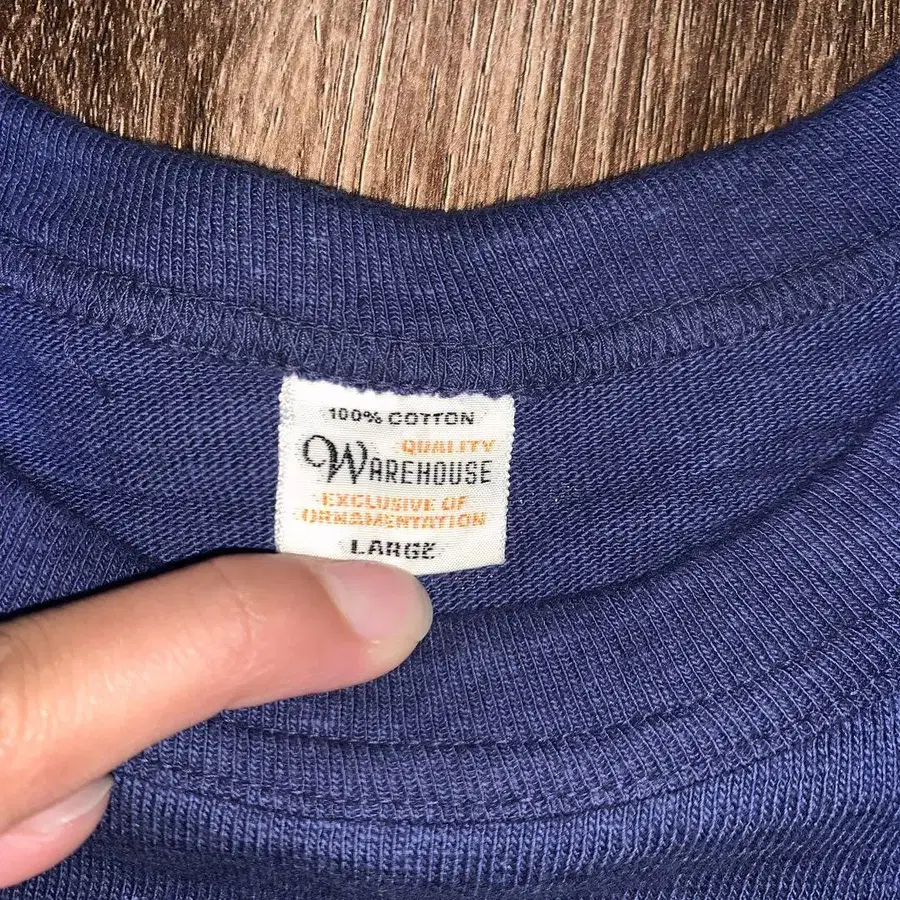 100% COTTON
QUALITY
WAREHOUSE
EXCLUSIVE OF
ORNAMENTATION
LARGE